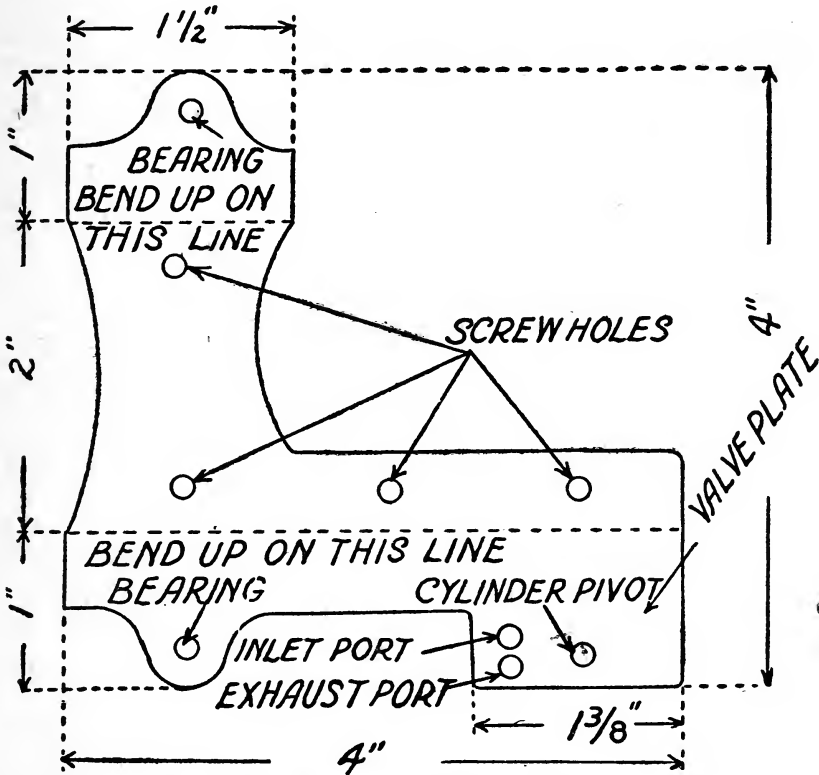 1 1/2"
1"
BEARING
BEND UP ON
THIS LINE
2"
SCREW HOLES
4"
VALVE PLATE
1"
BEND UP ON THIS LINE
BEARING
CYLINDER PIVOT
INLET PORT
EXHAUST PORT
1 3/8"
4"